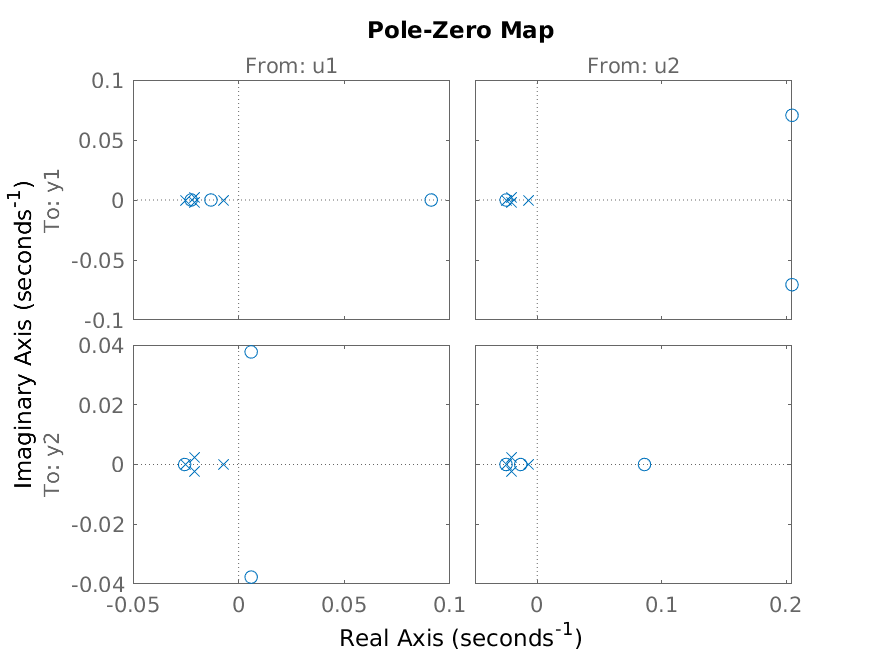 Pole-Zero Map
From: u1
From: u2
0.1
0.05
0
-0.05
-0.1
To: y1
0.04
0.02
0
-0.02
-0.04
To: y2
Imaginary Axis (seconds⁻¹)
-0.05 0 0.05 0.1
0 0.1 0.2
Real Axis (seconds⁻¹)